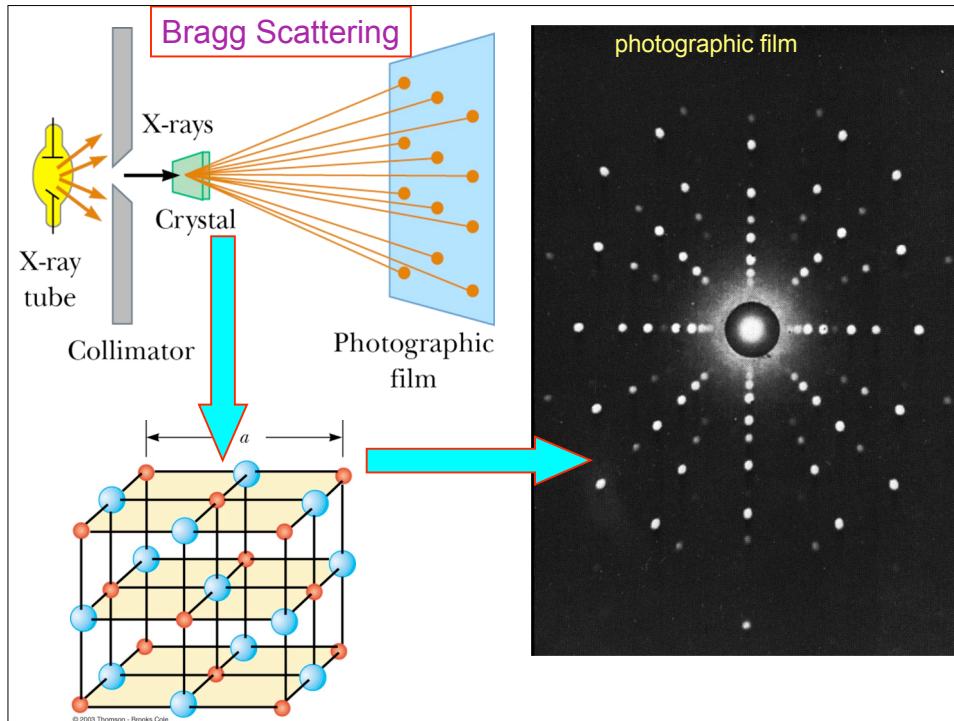 Bragg Scattering
photographic film
X-rays
Crystal
X-ray
tube
Collimator
Photographic
film
a
© 2003 Thomson - Brooks Cole